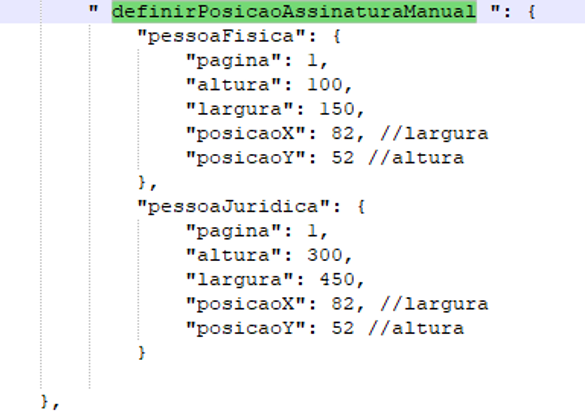 " definirPosicaoAssinaturaManual ": {
"pessoaFisica": {
"pagina": 1,
"altura": 100,
"largura": 150,
"posicaoX": 82, //largura
"posicaoY": 52 //altura
},
"pessoaJuridica": {
"pagina": 1,
"altura": 300,
"largura": 450,
"posicaoX": 82, //largura
"posicaoY": 52 //altura
}
},